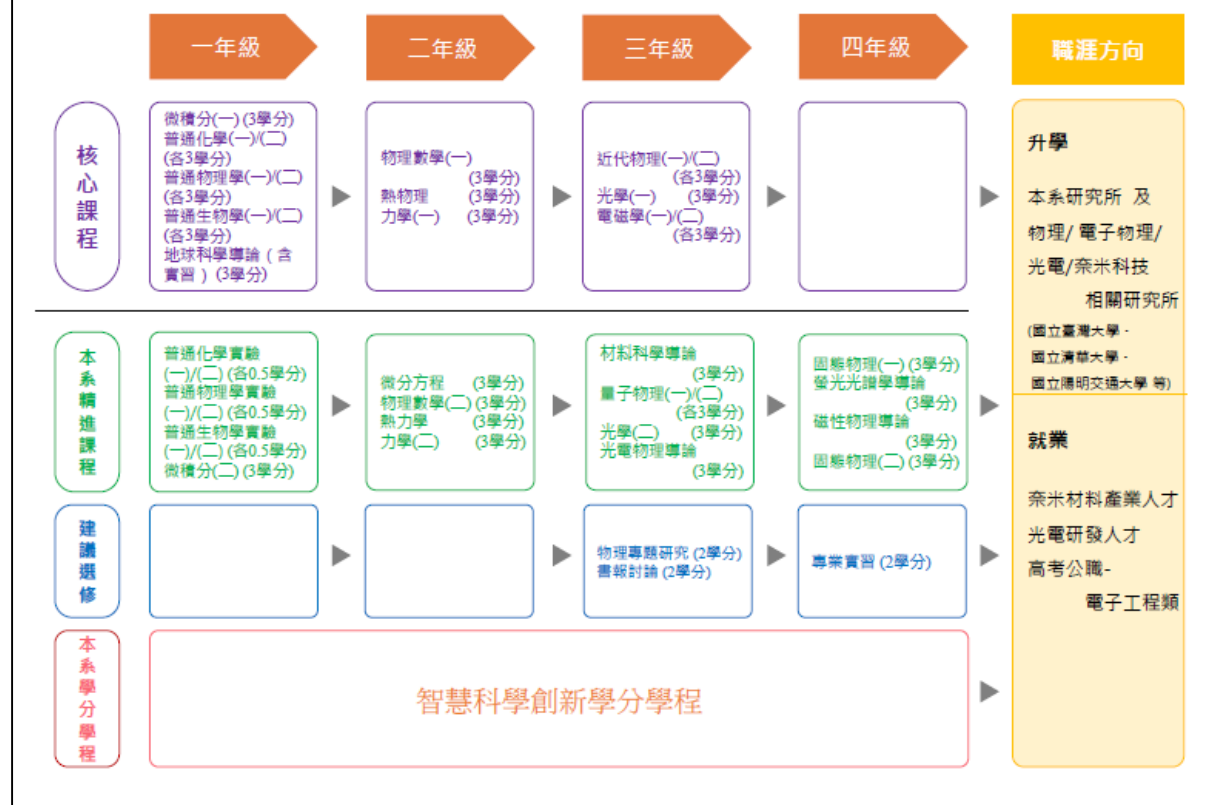 一年級
二年級
三年級
四年級
職涯方向
核心課程
微積分(一) (3學分)
普通化學(一)/(二)
(各3學分)
普通物理學(一)/(二)
(各3學分)
普通生物學(一)/(二)
(各3學分)
地球科學導論 ( 含
實習 ) (3學分)
物理數學(一)
(3學分)
熱物理 (3學分)
力學(一) (3學分)
近代物理(一)/(二)
(各3學分)
光學(一) (3學分)
電磁學(一)/(二)
(各3學分)
本系精進課程
普通化學實驗
(一)/(二) (各0.5學分)
普通物理學實驗
(一)/(二) (各0.5學分)
普通生物學實驗
(一)/(二) (各0.5學分)
微積分(二) (3學分)
微分方程 (3學分)
物理數學(二) (3學分)
熱力學 (3學分)
力學(二) (3學分)
材料科學導論
(3學分)
量子物理(一)/(二)
(各3學分)
光學(二) (3學分)
光電物理導論
(3學分)
固態物理(一) (3學分)
螢光光譜學導論
(3學分)
磁性物理導論
(3學分)
固態物理(二) (3學分)
建議選修
物理專題研究 (2學分)
書報討論 (2學分)
專業實習 (2學分)
本系學分學程
智慧科學創新學分學程
升學
本系研究所 及
物理/ 電子物理/
光電/奈米科技
相關研究所
(國立臺灣大學、
國立清華大學、
國立陽明交通大學 等)
就業
奈米材料產業人才
光電研發人才
高考公職-
電子工程類